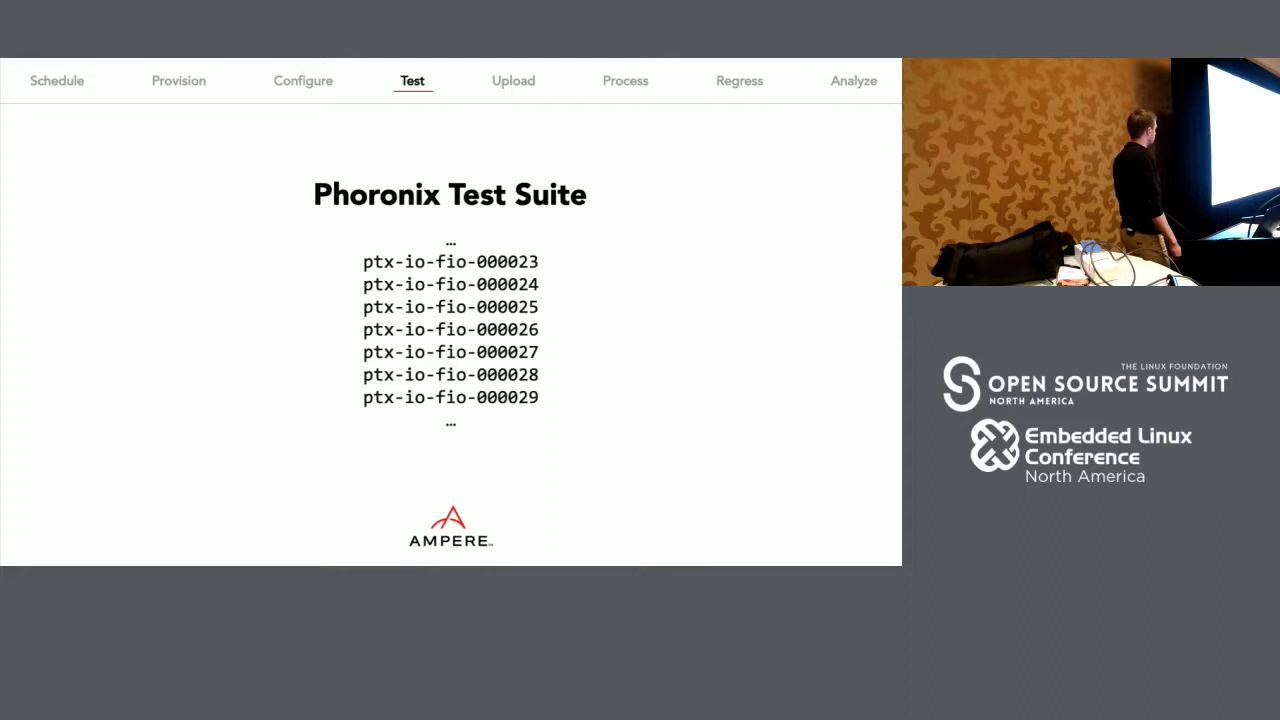 Schedule Provision Configure Test Upload Process Regress Analyze
Phoronix Test Suite
…
ptx-io-fio-000023
ptx-io-fio-000024
ptx-io-fio-000025
ptx-io-fio-000026
ptx-io-fio-000027
ptx-io-fio-000028
ptx-io-fio-000029
…
AMPERE™
THE LINUX FOUNDATION
OPEN SOURCE SUMMIT
NORTH AMERICA
Embedded Linux
Conference
North America